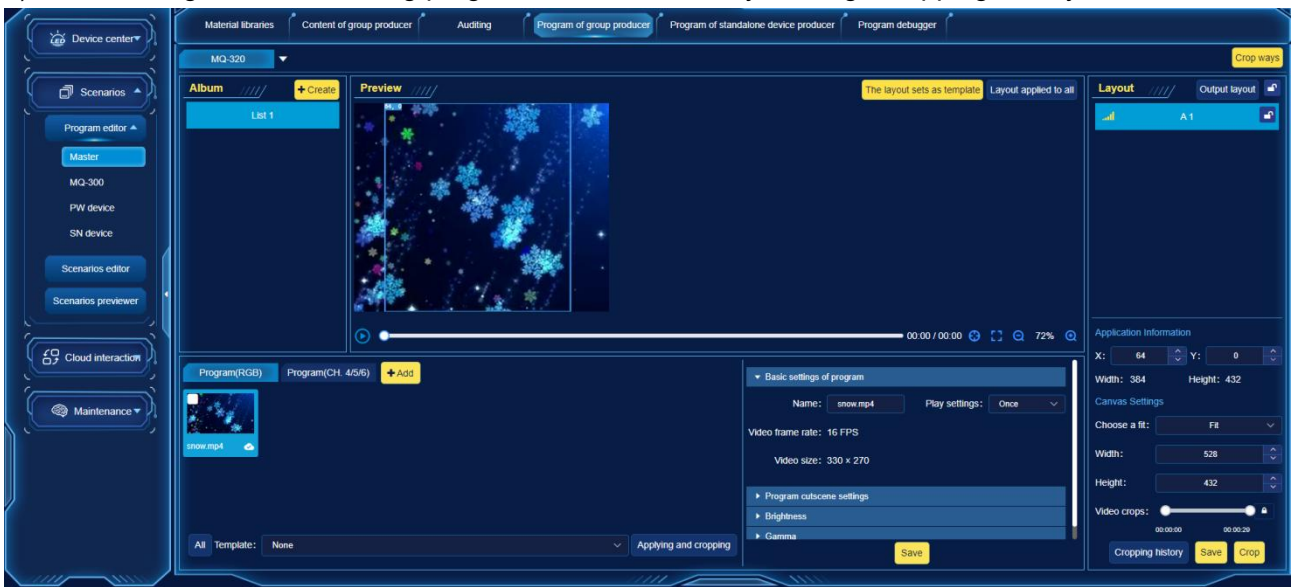 Device center
Material libraries
Content of group producer
Auditing
Program of group producer
Program of standalone device producer
Program debugger
MQ-320
Crop ways
Scenarios
Program editor
Master
MQ-300
PW device
SN device
Scenarios editor
Scenarios previewer
Cloud interaction
Maintenance
Album
+ Create
List 1
Preview
The layout sets as template
Layout applied to all
00:00 / 00:00
72%
Layout
Output layout
A 1
Application Information
X: 64 Y: 0
Width: 384 Height: 432
Canvas Settings
Choose a fit: Fit
Width: 528
Height: 432
Video crops:
00:00:00 00:00:29
Cropping history
Save
Crop
Program(RGB)
Program(CH. 4/5/6)
+ Add
snow.mp4
All Template: None
Applying and cropping
Basic settings of program
Name: snow.mp4 Play settings: Once
Video frame rate: 16 FPS
Video size: 330 × 270
Program cutscene settings
Brightness
Gamma
Save